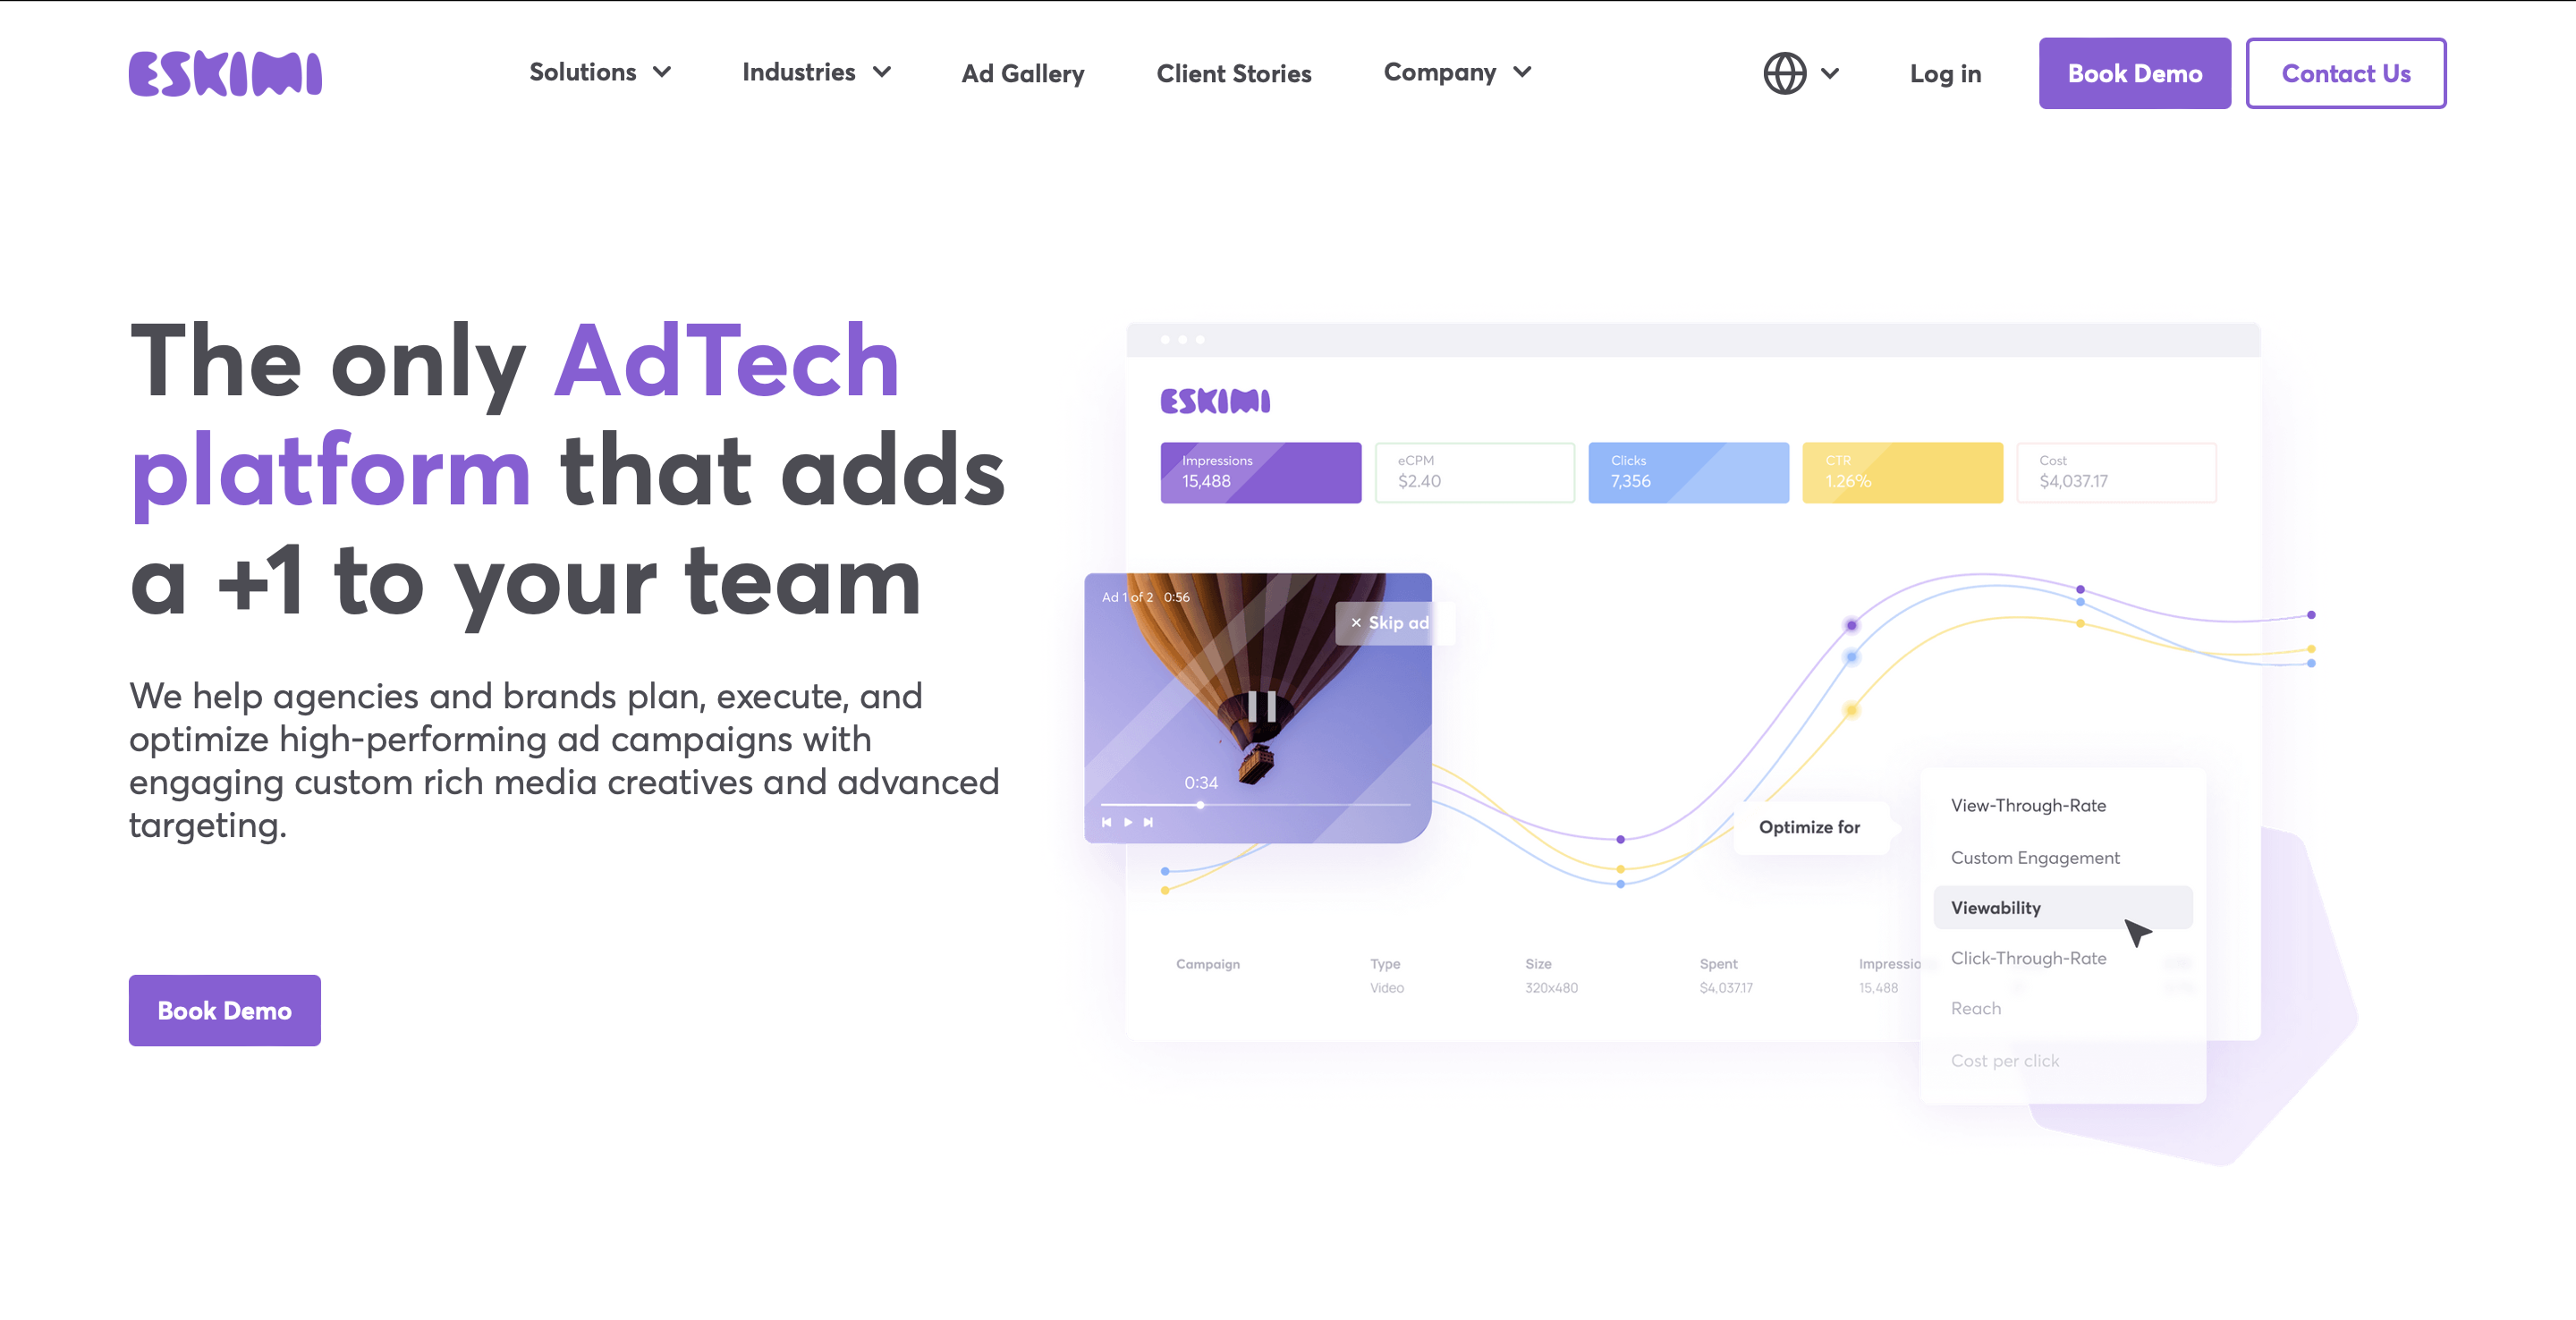 ESKIMI
Solutions
Industries
Ad Gallery
Client Stories
Company
Log in
Book Demo
Contact Us
The only AdTech
platform that adds
a +1 to your team
We help agencies and brands plan, execute, and
optimize high-performing ad campaigns with
engaging custom rich media creatives and advanced
targeting.
Book Demo
ESKIMI
Impressions
15,488
eCPM
$2.40
Clicks
7,356
CTR
1.26%
Cost
$4,037.17
Ad 1 of 2 0:56
× Skip ad
0:34
Optimize for
View-Through-Rate
Custom Engagement
Viewability
Click-Through-Rate
Reach
Cost per click
Campaign Type Size Spent Impressio
Video 320x480 $4,037.17 15,488